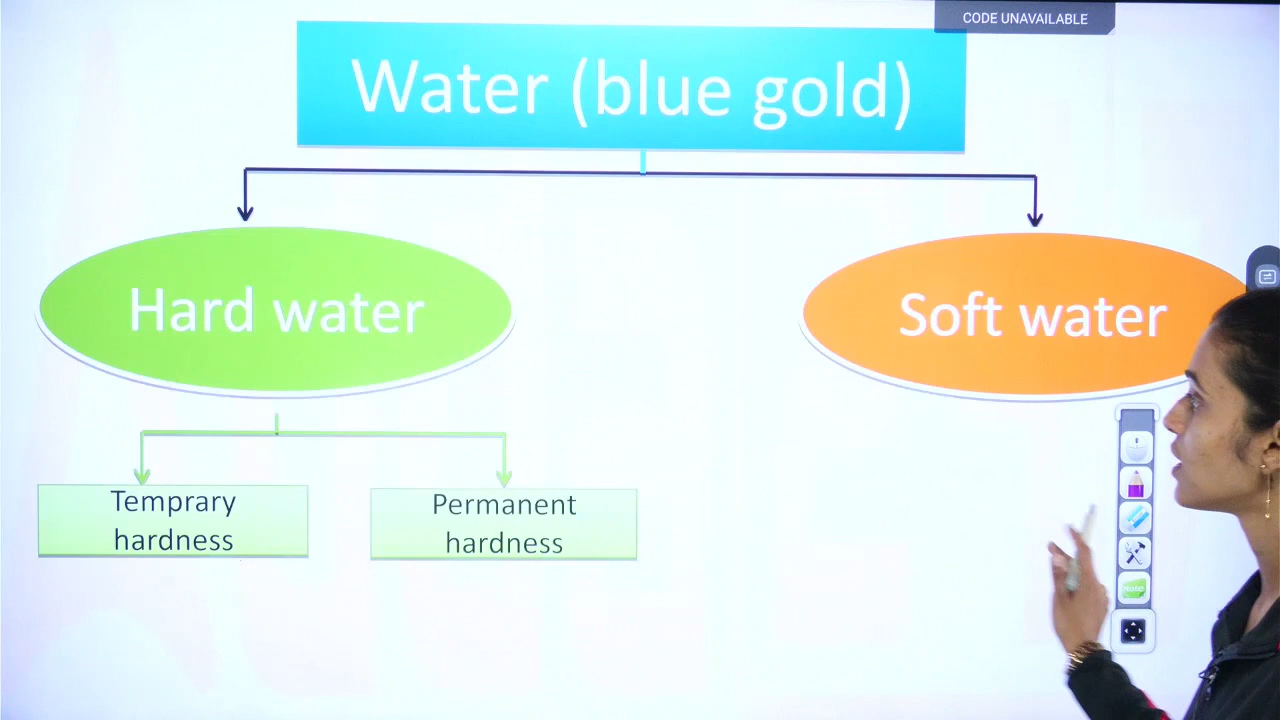 CODE UNAVAILABLE
Water (blue gold)
Hard water
Soft water
Temprary
hardness
Permanent
hardness